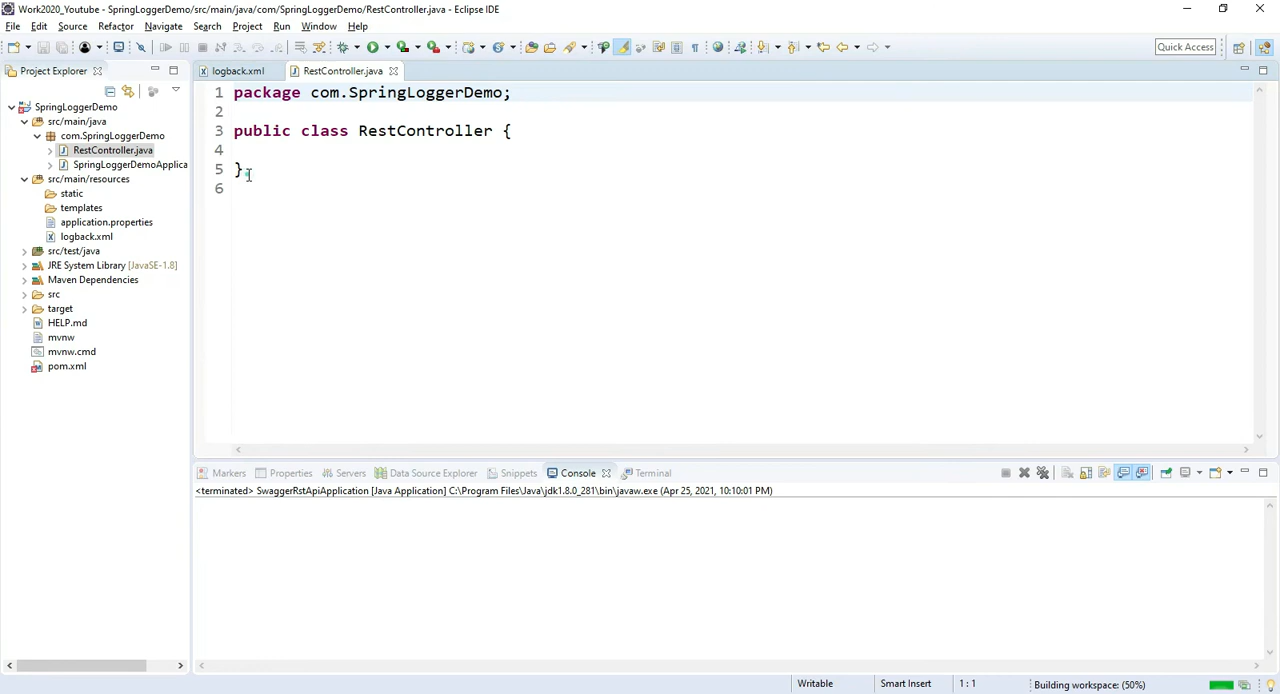 Work2020_Youtube - SpringLoggerDemo/src/main/java/com/SpringLoggerDemo/RestController.java - Eclipse IDE
File Edit Source Refactor Navigate Search Project Run Window Help
Quick Access
Project Explorer
logback.xml
RestController.java
SpringLoggerDemo
src/main/java
com.SpringLoggerDemo
RestController.java
SpringLoggerDemoApplica
src/main/resources
static
templates
application.properties
logback.xml
src/test/java
JRE System Library [JavaSE-1.8]
Maven Dependencies
src
target
HELP.md
mvnw
mvnw.cmd
pom.xml
1 package com.SpringLoggerDemo;
2
3 public class RestController {
4
5 }
6
Markers Properties Servers Data Source Explorer Snippets Console Terminal
<terminated> SwaggerRstApiApplication [Java Application] C:\Program Files\Java\jdk1.8.0_281\bin\javaw.exe (Apr 25, 2021, 10:10:01 PM)
Writable Smart Insert 1 : 1 Building workspace: (50%)